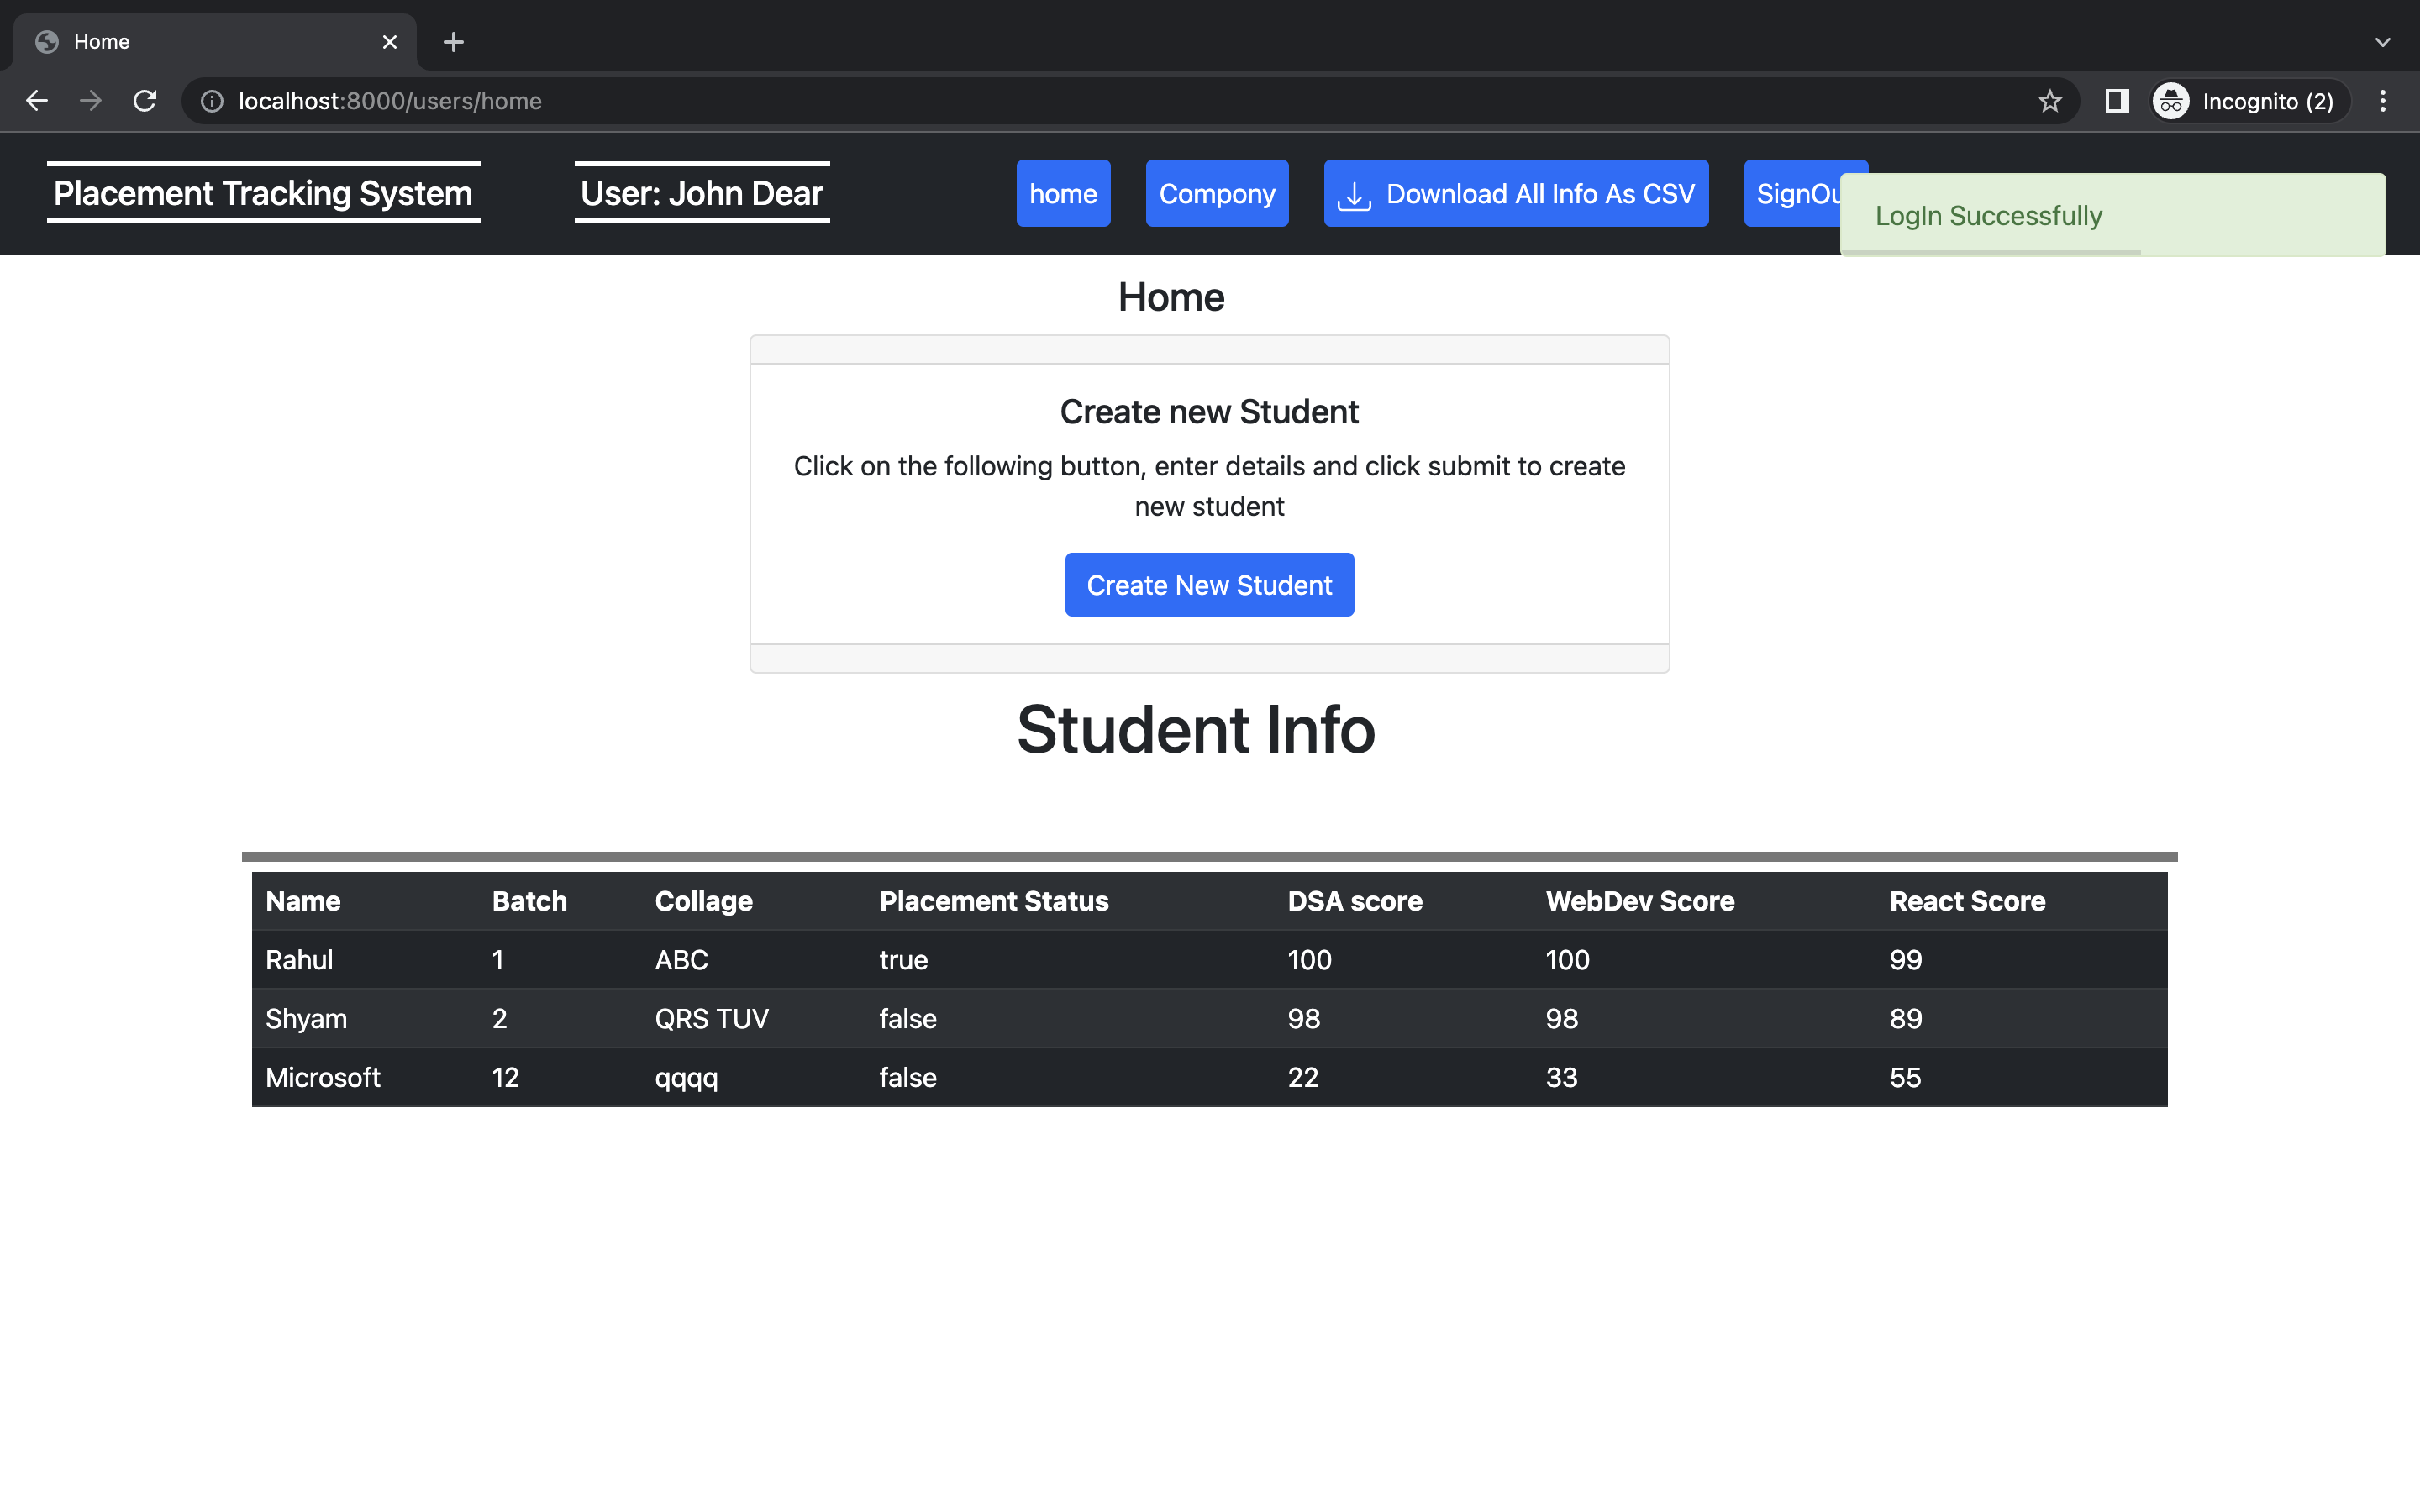 Home
localhost:8000/users/home
Incognito (2)
Placement Tracking System
User: John Dear
home
Compony
Download All Info As CSV
SignOu
LogIn Successfully
Home
Create new Student
Click on the following button, enter details and click submit to create
new student
Create New Student
Student Info
Name Batch Collage Placement Status DSA score WebDev Score React Score
Rahul 1 ABC true 100 100 99
Shyam 2 QRS TUV false 98 98 89
Microsoft 12 qqqq false 22 33 55